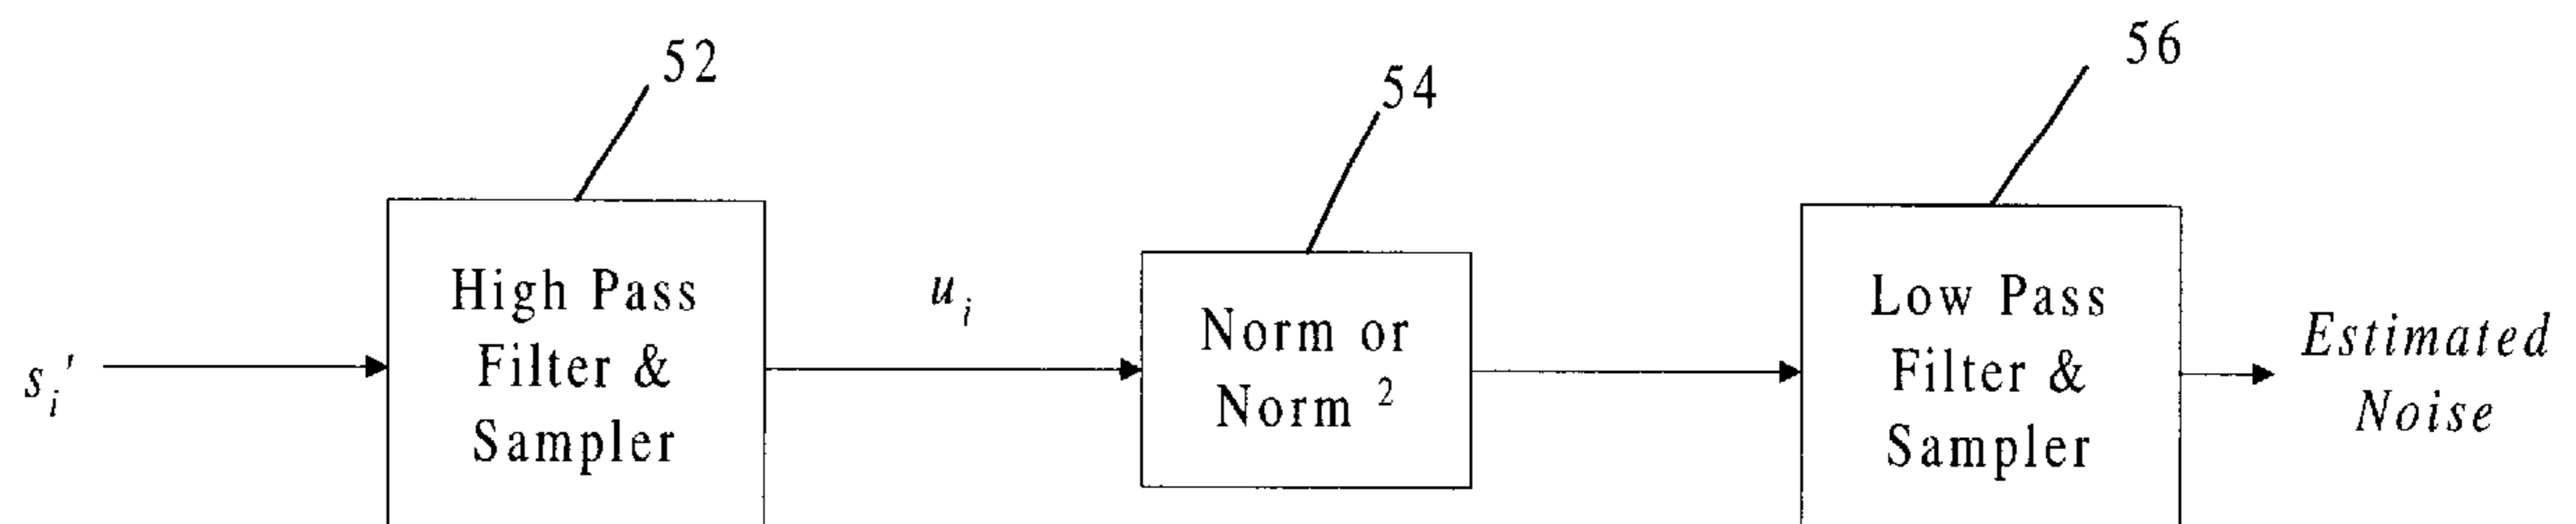 52
54
56
High Pass
Filter &
Sampler
u_i
Norm or
Norm ²
Low Pass
Filter &
Sampler
s_i'
Estimated
Noise